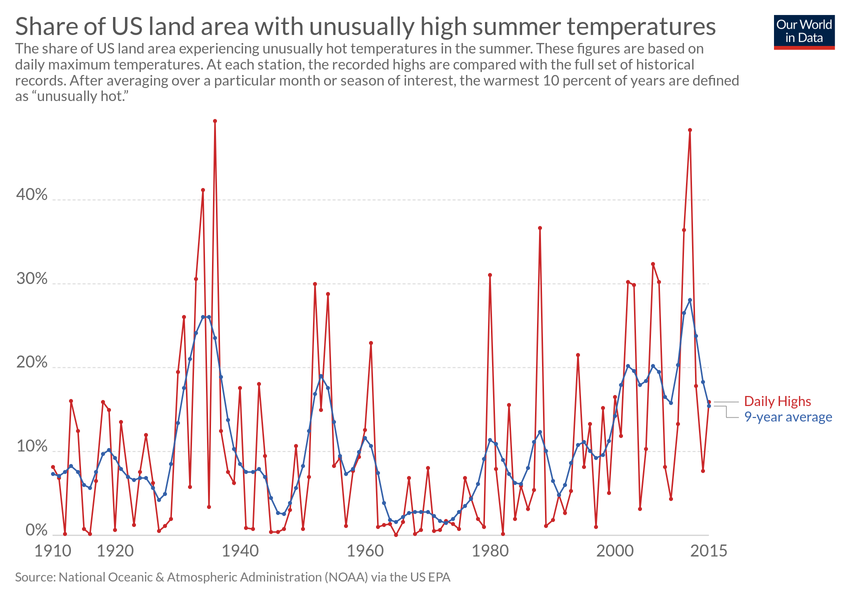 Share of US land area with unusually high summer temperatures
Our World
in Data
The share of US land area experiencing unusually hot temperatures in the summer. These figures are based on
daily maximum temperatures. At each station, the recorded highs are compared with the full set of historical
records. After averaging over a particular month or season of interest, the warmest 10 percent of years are defined
as “unusually hot.”
40%
30%
20%
10%
0%
Daily Highs
9-year average
1910 1920 1940 1960 1980 2000 2015
Source: National Oceanic & Atmospheric Administration (NOAA) via the US EPA